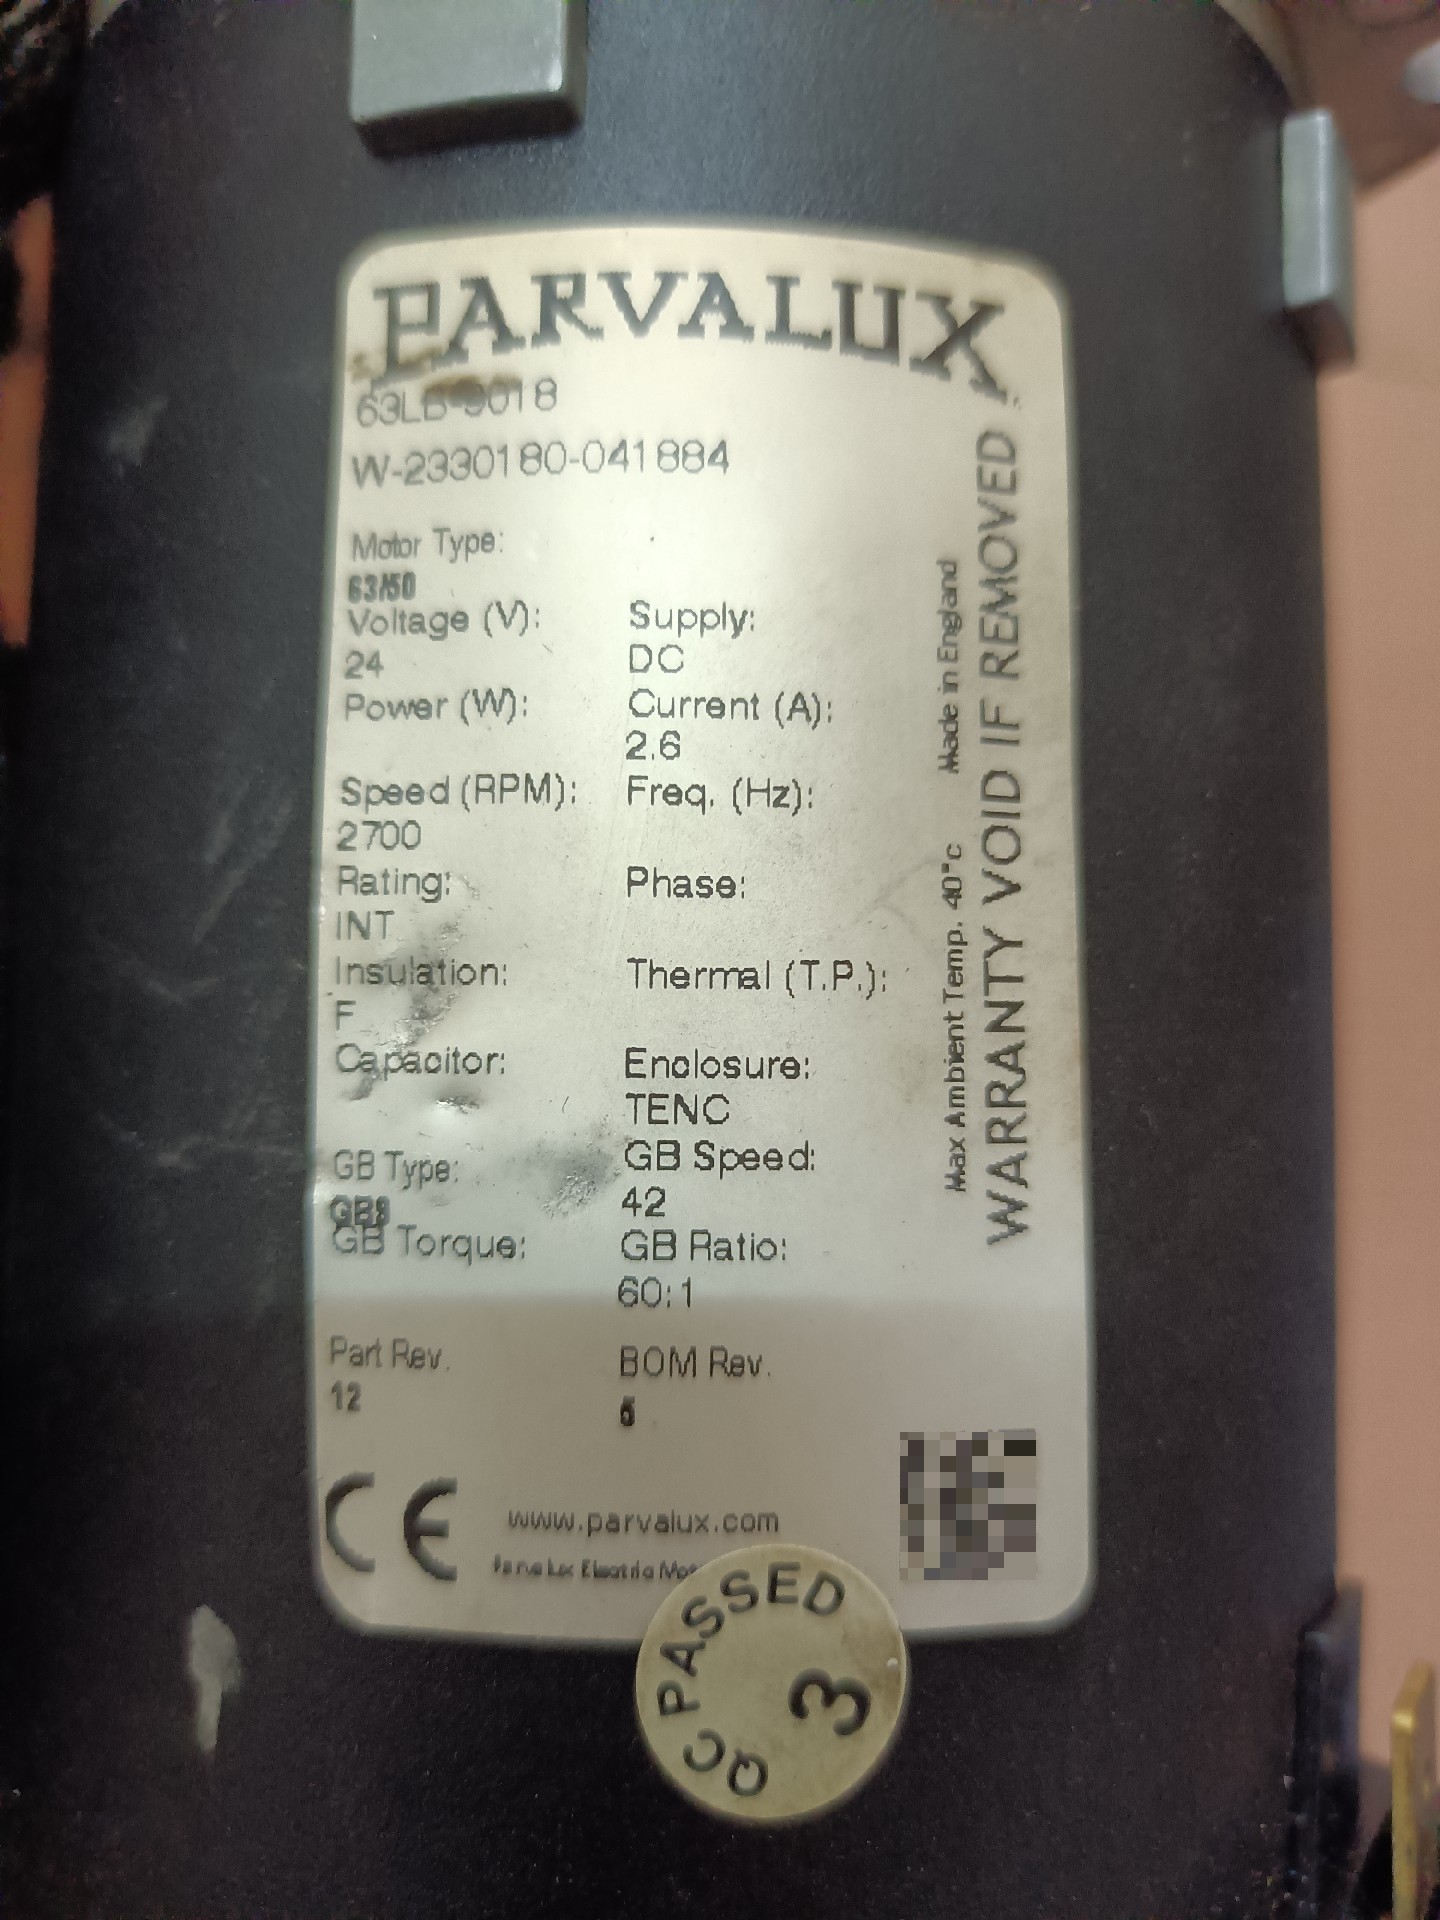 PARVALUX
63LB-9018
W-2330180-041884
Motor Type:
63/50
Voltage (V): Supply:
24 DC
Power (W): Current (A):
2.6
Speed (RPM): Freq. (Hz):
2700
Rating: Phase:
INT
Insulation: Thermal (T.P.):
F
Capacitor: Enclosure:
TENC
GB Type: GB Speed:
GB9 42
GB Torque: GB Ratio:
60:1
Part Rev. BOM Rev.
12 5
CE www.parvalux.com
Parvalux Electric
Max Ambient Temp. 40°c Made in England
WARRANTY VOID IF REMOVED !
QC PASSED
3